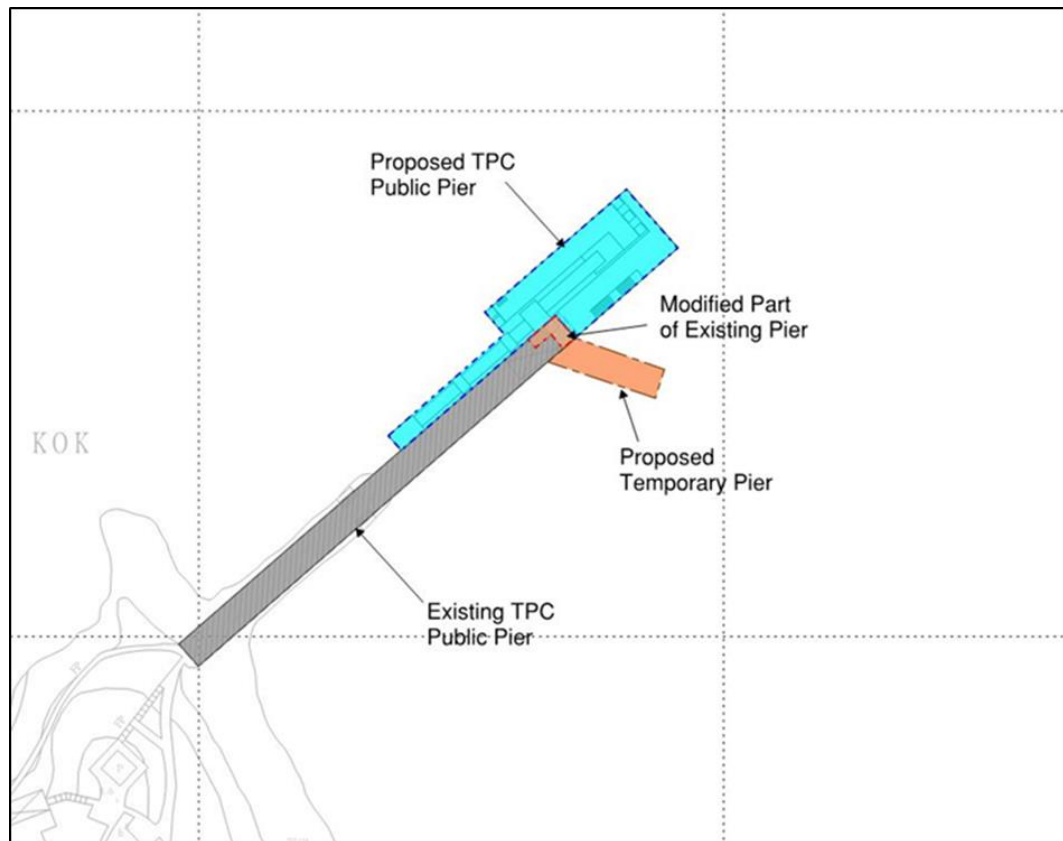 Proposed TPC
Public Pier
Modified Part
of Existing Pier
KOK
Proposed
Temporary Pier
Existing TPC
Public Pier